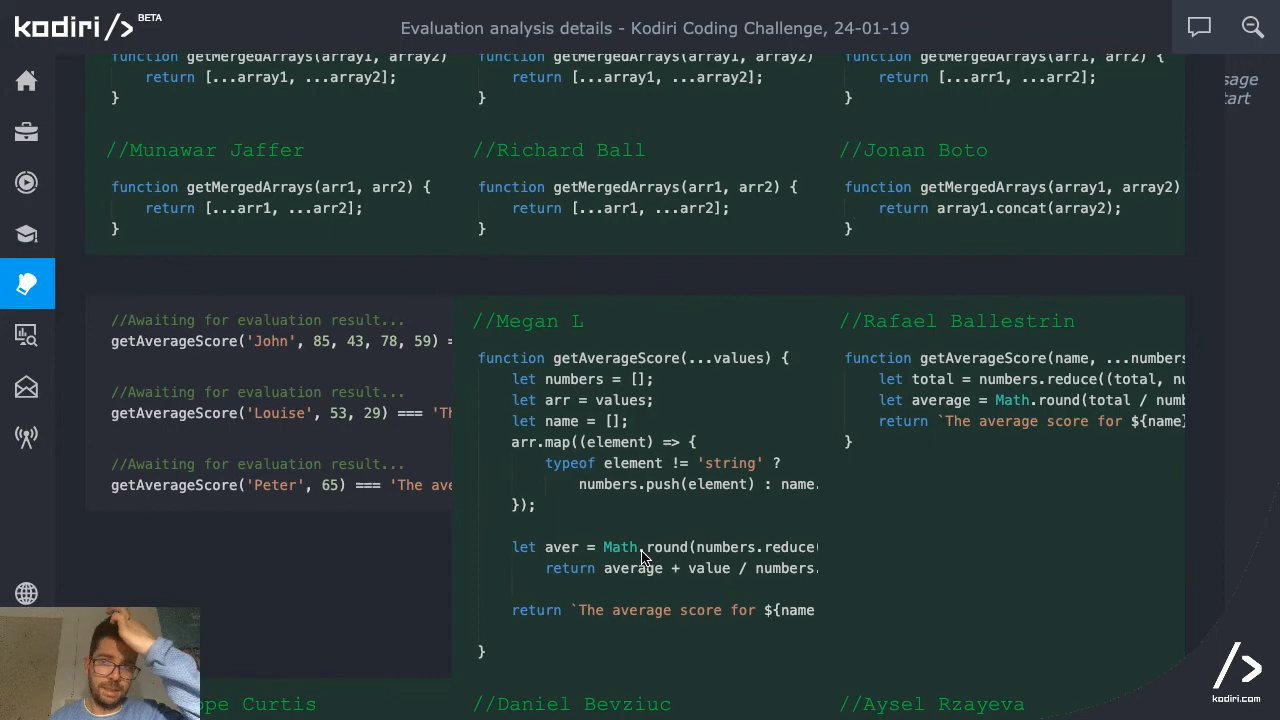 kodiri/> BETA
Evaluation analysis details - Kodiri Coding Challenge, 24-01-19
sage
tart
function getMergedArrays(array1, array2)
return [...array1, ...array2];
}
function getMergedArrays(array1, array2)
return [...array1, ...array2];
}
function getMergedArrays(arr1, arr2) {
return [...arr1, ...arr2];
}
//Munawar Jaffer
function getMergedArrays(arr1, arr2) {
return [...arr1, ...arr2];
}
//Richard Ball
function getMergedArrays(arr1, arr2) {
return [...arr1, ...arr2];
}
//Jonan Boto
function getMergedArrays(array1, array2)
return array1.concat(array2);
}
//Awaiting for evaluation result...
getAverageScore('John', 85, 43, 78, 59) =
//Awaiting for evaluation result...
getAverageScore('Louise', 53, 29) === 'Th
//Awaiting for evaluation result...
getAverageScore('Peter', 65) === 'The ave
//Megan L
function getAverageScore(...values) {
let numbers = [];
let arr = values;
let name = [];
arr.map((element) => {
typeof element != 'string' ?
numbers.push(element) : name.
});
let aver = Math.round(numbers.reduce(
return average + value / numbers.
return `The average score for ${name
}
//Rafael Ballestrin
function getAverageScore(name, ...numbers
let total = numbers.reduce((total, nu
let average = Math.round(total / numb
return `The average score for ${name}
}
ope Curtis
//Daniel Bevziuc
//Aysel Rzayeva
/>
kodiri.com